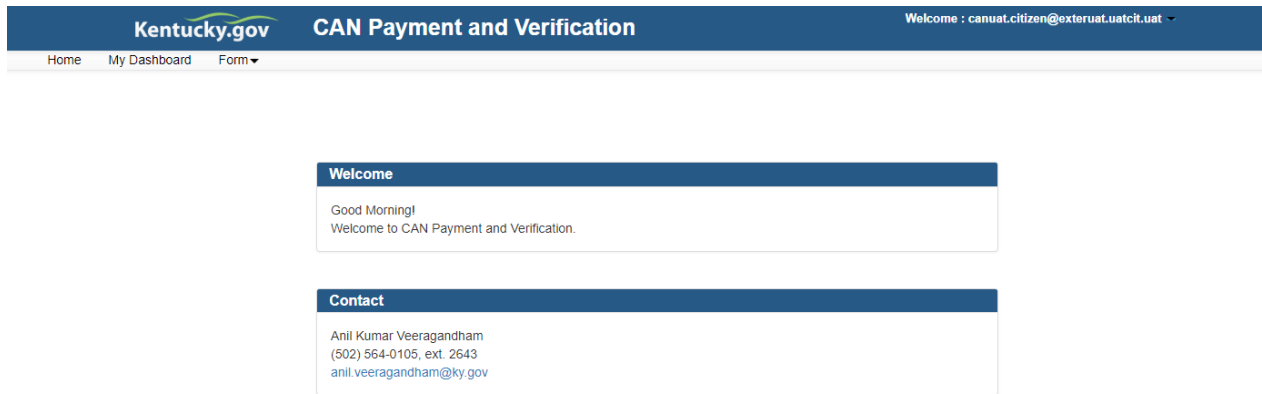 Kentucky.gov
CAN Payment and Verification
Welcome : canuat.citizen@exteruat.uatcit.uat
Home My Dashboard Form
Welcome
Good Morning!
Welcome to CAN Payment and Verification.
Contact
Anil Kumar Veeragandham
(502) 564-0105, ext. 2643
anil.veeragandham@ky.gov